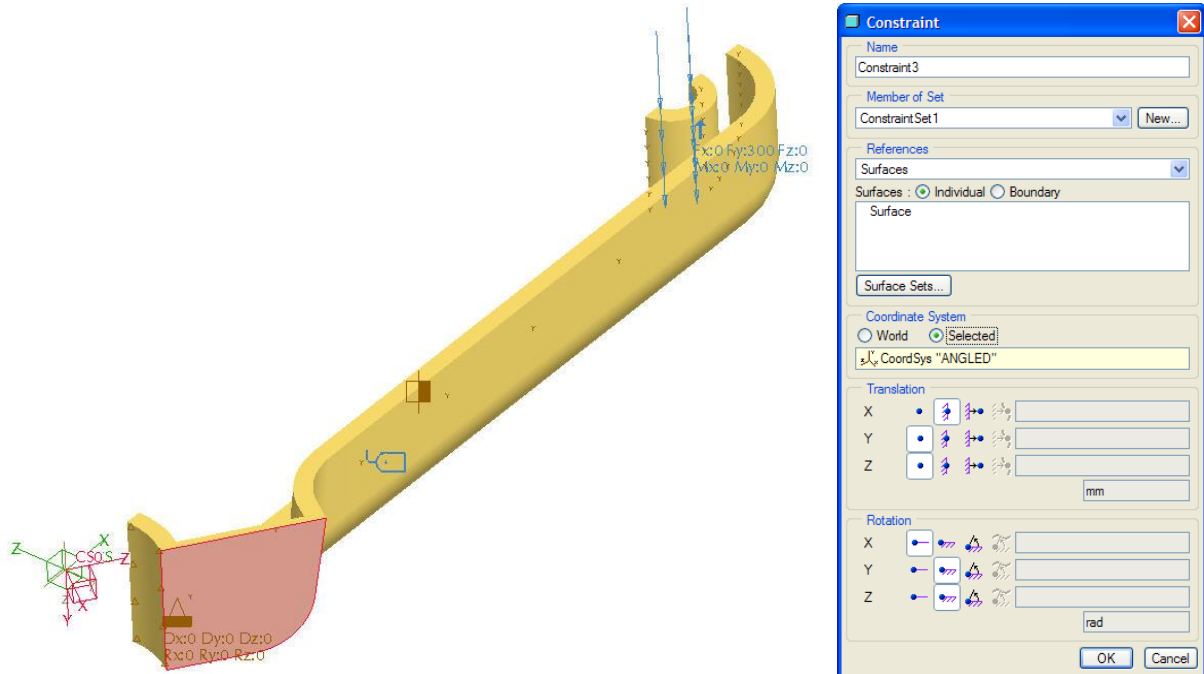 Fx:0 Fy:300 Fz:0
Mx:0 My:0 Mz:0
Z
X
CS0
Z
X
Y
Dx:0 Dy:0 Dz:0
Rx:0 Ry:0 Rz:0
Constraint
Name
Constraint3
Member of Set
ConstraintSet1
New...
References
Surfaces
Surfaces : Individual Boundary
Surface
Surface Sets...
Coordinate System
World Selected
CoordSys "ANGLED"
Translation
X
Y
Z
mm
Rotation
X
Y
Z
rad
OK Cancel